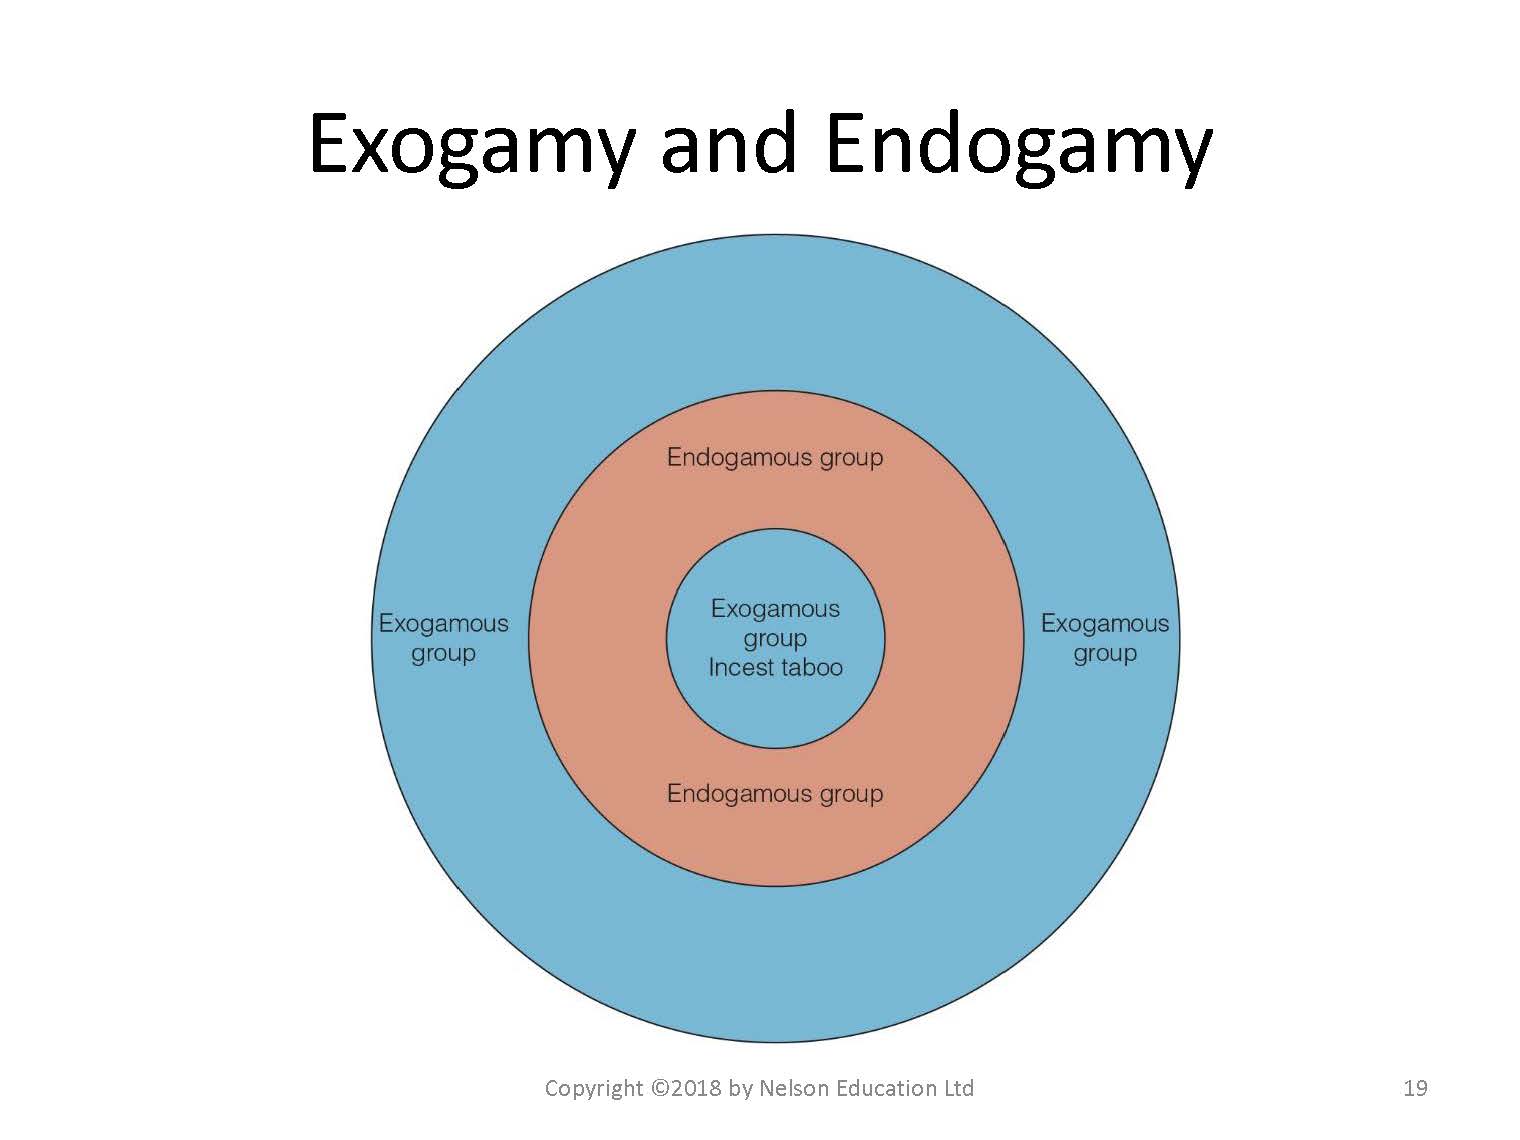 Exogamy and Endogamy
Endogamous group
Exogamous
group
Exogamous
group
Incest taboo
Exogamous
group
Endogamous group
Copyright ©2018 by Nelson Education Ltd
19